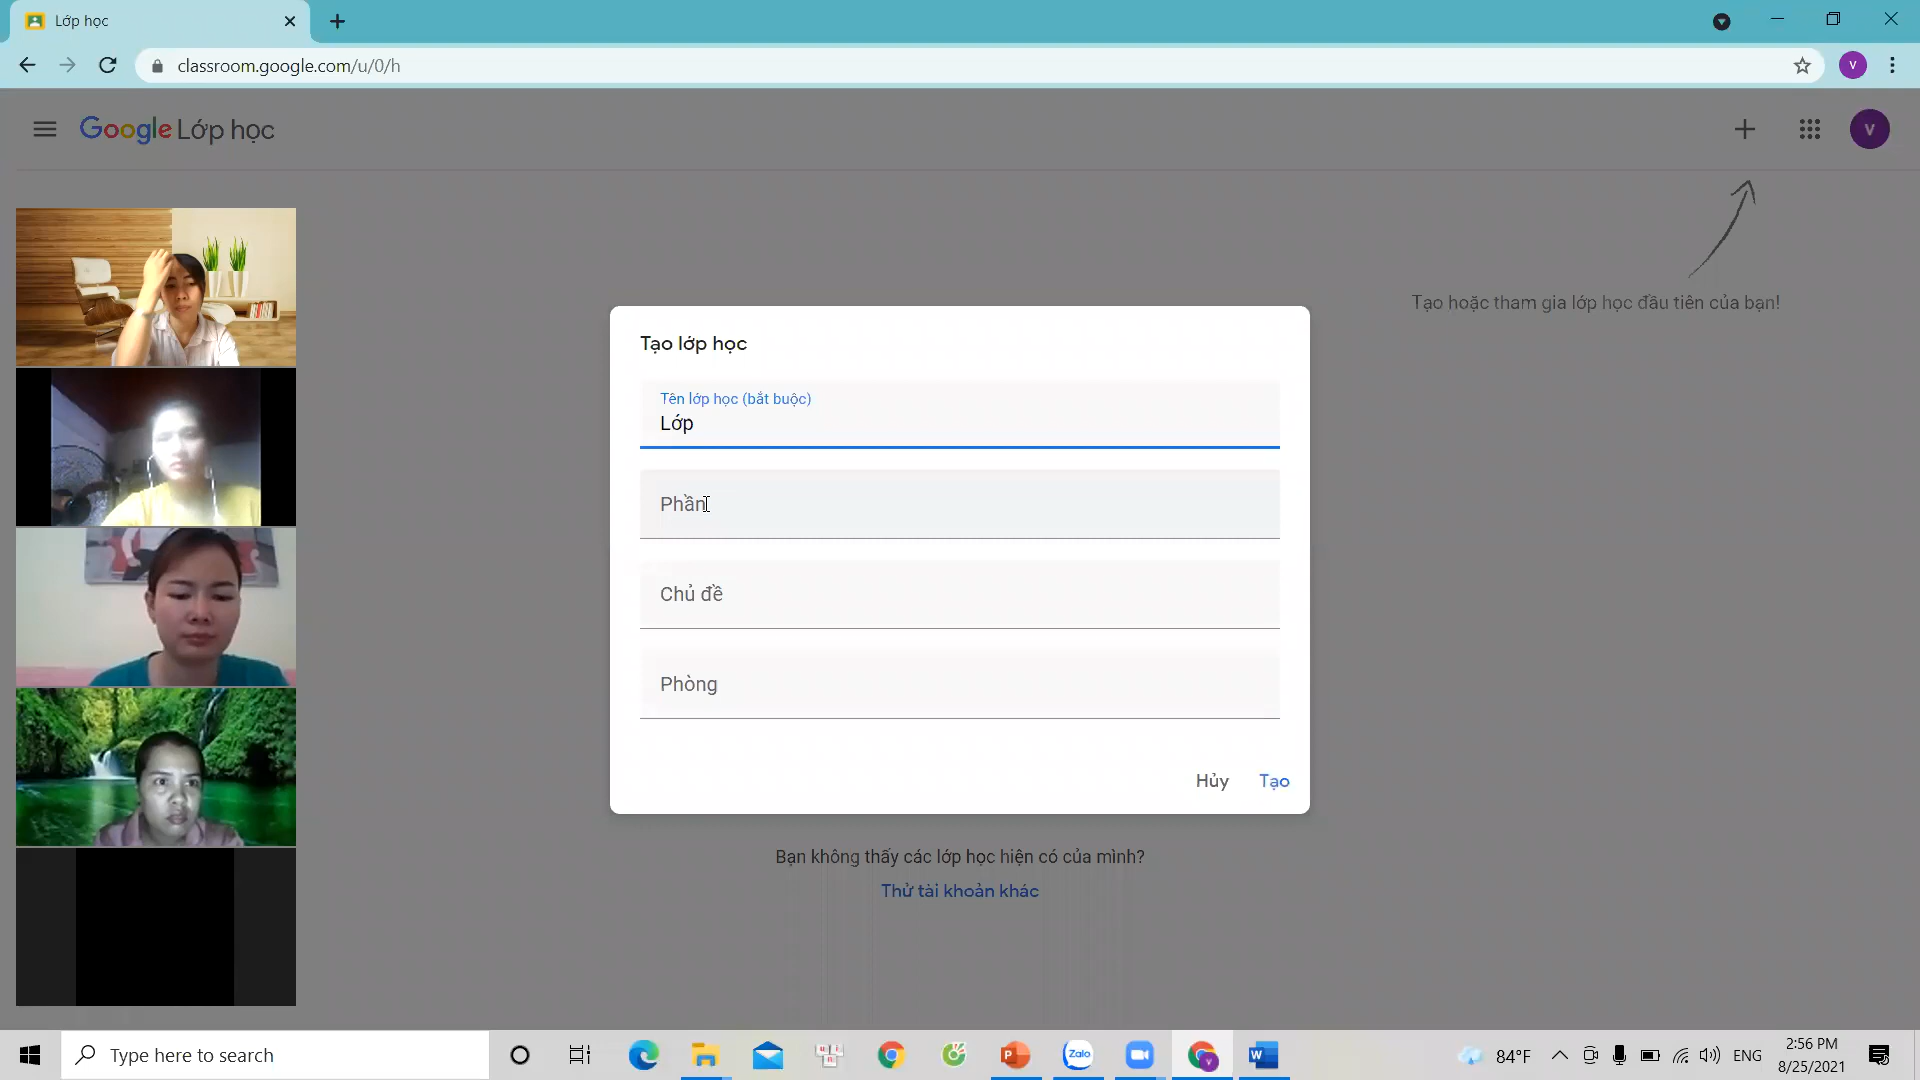 Lớp học
classroom.google.com/u/0/h
V
Google Lớp học
V
Tạo hoặc tham gia lớp học đầu tiên của bạn!
Tạo lớp học
Tên lớp học (bắt buộc)
Lớp
Phần
Chủ đề
Phòng
Hủy Tạo
Bạn không thấy các lớp học hiện có của mình?
Thử tài khoản khác
Type here to search
Zalo
84°F
ENG
2:56 PM
8/25/2021